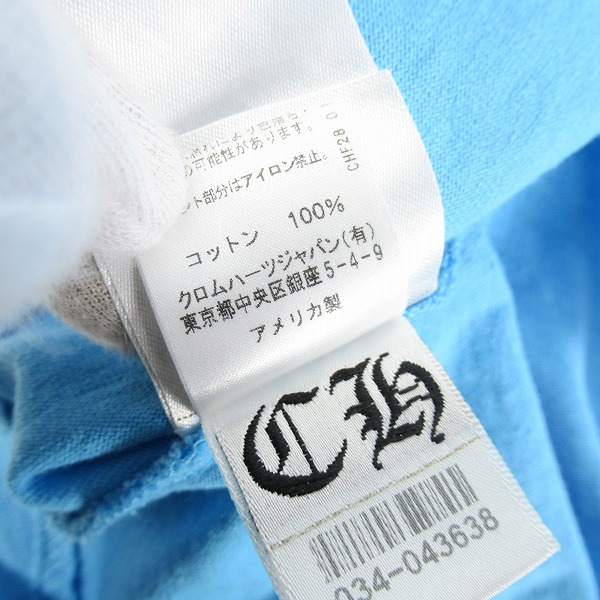 の可能性があります。
ト部分はアイロン禁止。
CHF28 01
コットン 100%
クロムハーツジャパン(有)
東京都中央区銀座5-4-9
アメリカ製
CH
034-043638